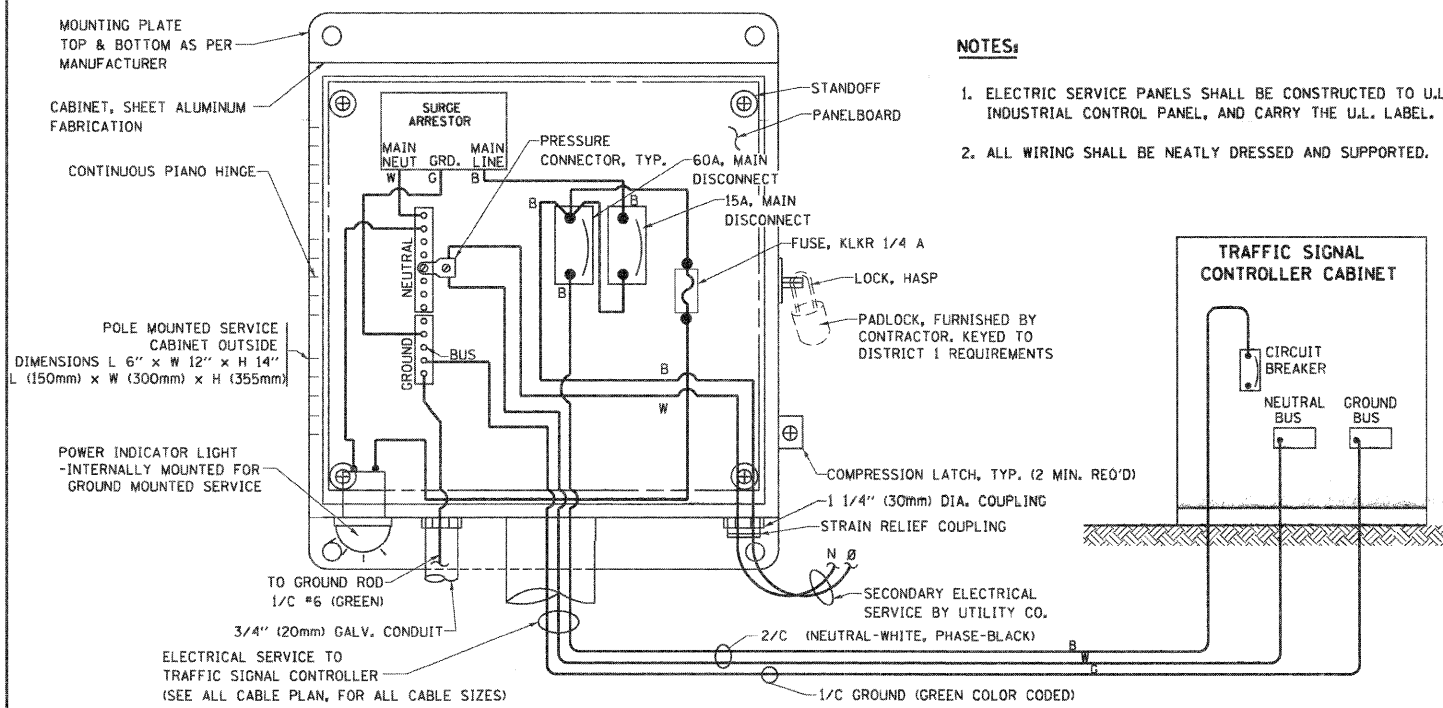 MOUNTING PLATE
TOP & BOTTOM AS PER
MANUFACTURER
CABINET, SHEET ALUMINUM
FABRICATION
CONTINUOUS PIANO HINGE
POLE MOUNTED SERVICE
CABINET OUTSIDE
DIMENSIONS L 6" x W 12" x H 14"
L (150mm) x W (300mm) x H (355mm)
POWER INDICATOR LIGHT
-INTERNALLY MOUNTED FOR
GROUND MOUNTED SERVICE
SURGE
ARRESTOR
MAIN
NEUT
GRD.
MAIN
LINE
W
G
B
PRESSURE
CONNECTOR, TYP.
NEUTRAL
GROUND
BUS
B
B
B
B
W
STANDOFF
PANELBOARD
60A, MAIN
DISCONNECT
15A, MAIN
DISCONNECT
FUSE, KLKR 1/4 A
LOCK, HASP
PADLOCK, FURNISHED BY
CONTRACTOR. KEYED TO
DISTRICT 1 REQUIREMENTS
COMPRESSION LATCH, TYP. (2 MIN. REQ'D)
1 1/4" (30mm) DIA. COUPLING
STRAIN RELIEF COUPLING
N Ø
SECONDARY ELECTRICAL
SERVICE BY UTILITY CO.
TO GROUND ROD
1/C #6 (GREEN)
3/4" (20mm) GALV. CONDUIT
ELECTRICAL SERVICE TO
TRAFFIC SIGNAL CONTROLLER
(SEE ALL CABLE PLAN, FOR ALL CABLE SIZES)
2/C (NEUTRAL-WHITE, PHASE-BLACK)
1/C GROUND (GREEN COLOR CODED)
B
W
G
NOTES:
1. ELECTRIC SERVICE PANELS SHALL BE CONSTRUCTED TO U.L
INDUSTRIAL CONTROL PANEL, AND CARRY THE U.L. LABEL.
2. ALL WIRING SHALL BE NEATLY DRESSED AND SUPPORTED.
TRAFFIC SIGNAL
CONTROLLER CABINET
CIRCUIT
BREAKER
NEUTRAL
BUS
GROUND
BUS